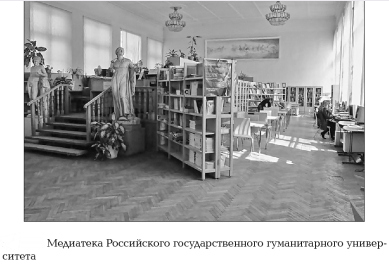 Медиатека Российского государственного гуманитарного универ-
ситета